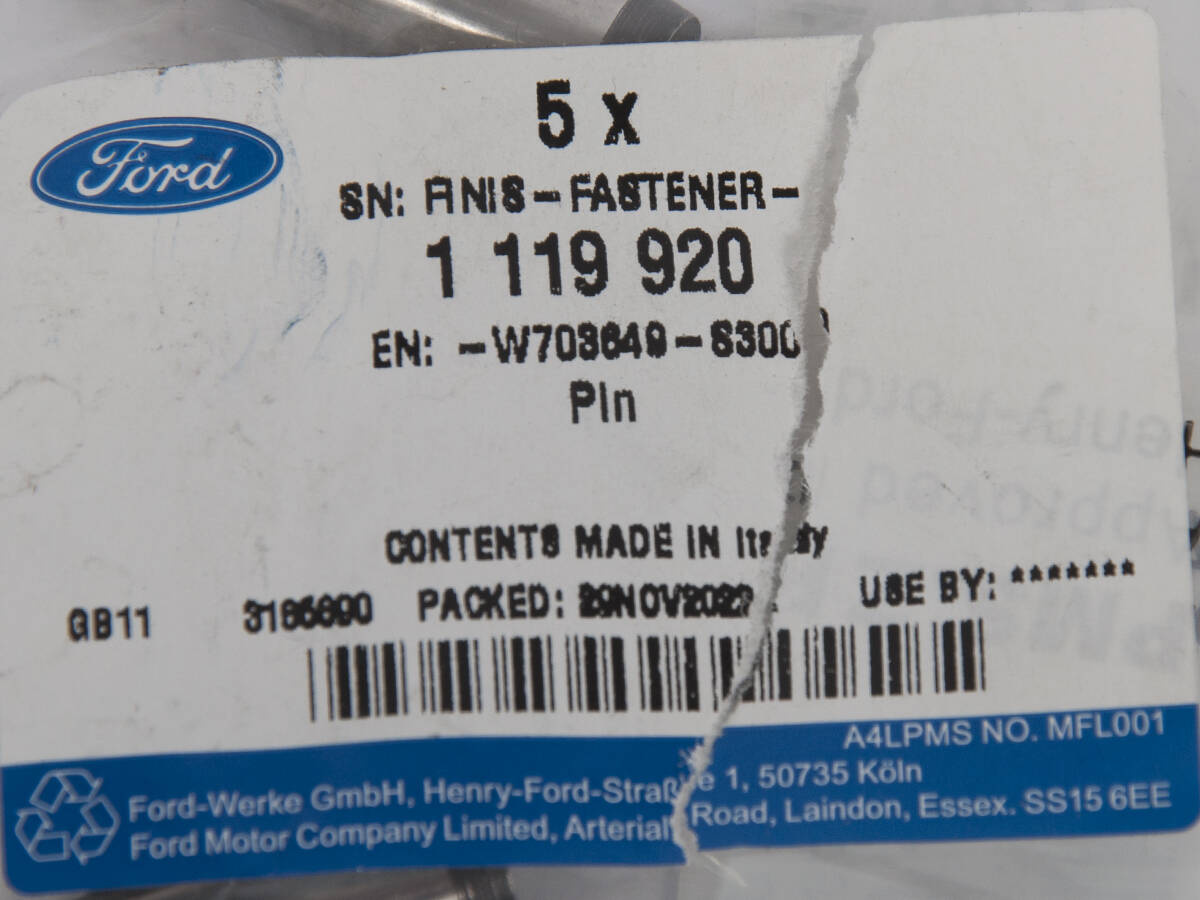 Ford
5 x
SN: FINIS-FASTENER-
1 119 920
EN: -W703649-S300
Pin
CONTENTS MADE IN Italy
GB11 3185890 PACKED: 29NOV2022 USE BY: *******
A4LPMS NO. MFL001
Ford-Werke GmbH, Henry-Ford-Straße 1, 50735 Köln
Ford Motor Company Limited, Arterial Road, Laindon, Essex. SS15 6EE